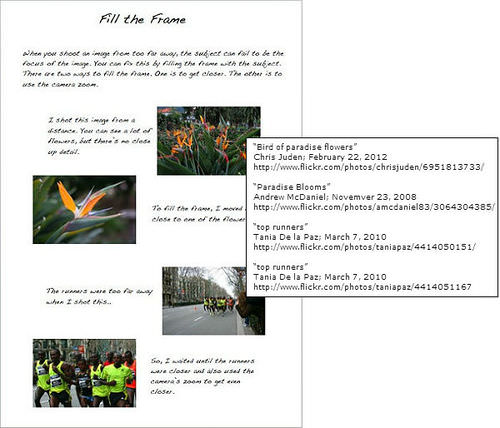 Fill the Frame
When you shoot an image from too far away, the subject can fail to be the
focus of the image. You can fix this by filling the frame with the subject.
There are two ways to fill the frame. One is to get closer. The other is to
use the camera zoom.
I shot this image from a
distance. You can see a lot of
flowers, but there's no close
up detail.
To fill the frame, I moved
close to one of the flower
The runners were too far away
when I shot this..
So, I waited until the runners
were closer and also used the
camera's zoom to get even
closer.
"Bird of paradise flowers"
Chris Juden; February 22, 2012
http://www.flickr.com/photos/chrisjuden/6951813733/
"Paradise Blooms"
Andrew McDaniel; Novemver 23, 2008
http://www.flickr.com/photos/amcdaniel83/3064304385/
"top runners"
Tania De la Paz; March 7, 2010
http://www.flickr.com/photos/taniapaz/4414050151/
"top runners"
Tania De la Paz; March 7, 2010
http://www.flickr.com/photos/taniapaz/4414051167